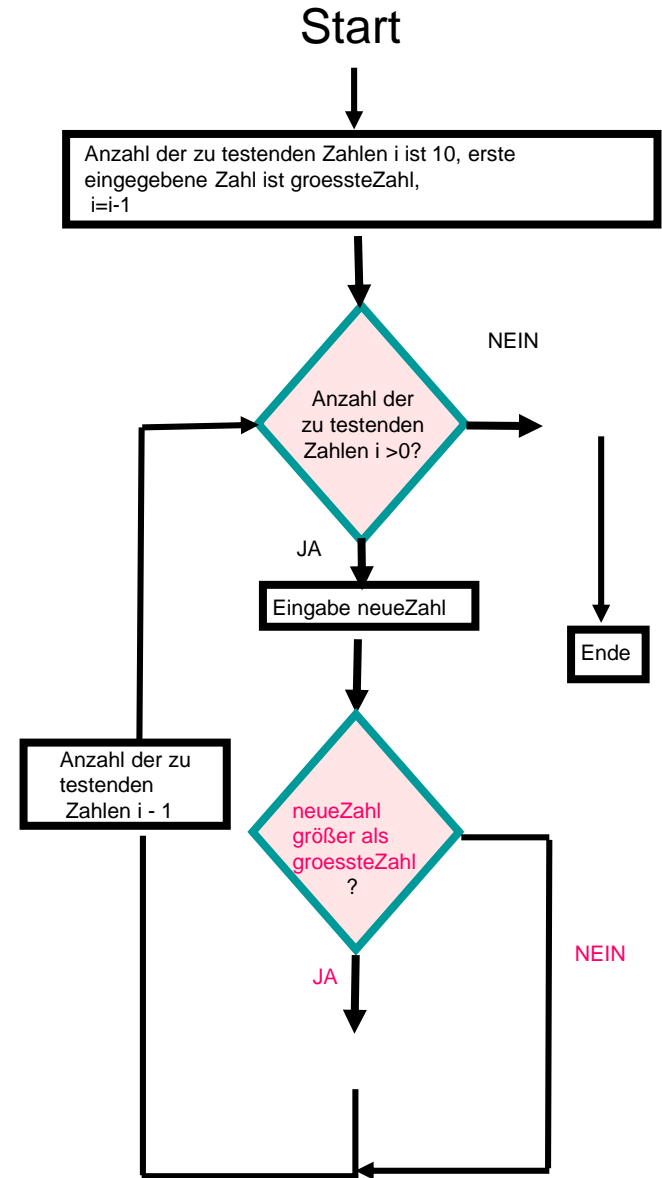 Start
Anzahl der zu testenden Zahlen i ist 10, erste
eingegebene Zahl ist groessteZahl,
i=i-1
NEIN
Anzahl der
zu testenden
Zahlen i >0?
JA
Eingabe neueZahl
Ende
Anzahl der zu
testenden
Zahlen i - 1
neueZahl
größer als
groessteZahl
?
NEIN
JA